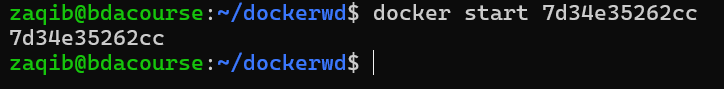 zaqib@bdacourse:~/dockerwd$ docker start 7d34e35262cc
7d34e35262cc
zaqib@bdacourse:~/dockerwd$